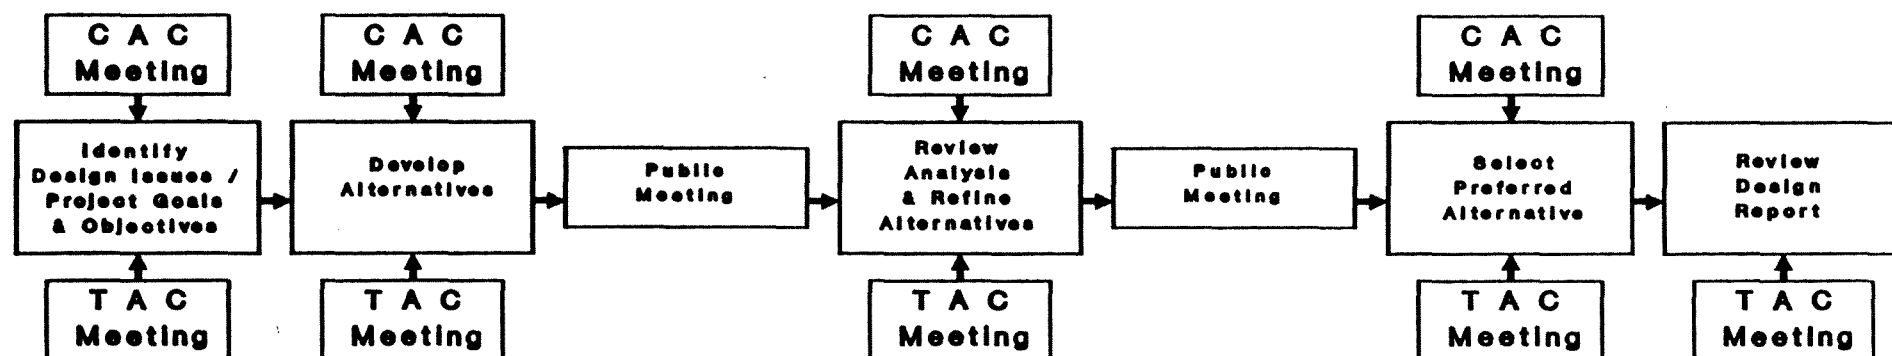 C A C
Meeting
C A C
Meeting
C A C
Meeting
C A C
Meeting
Identify
Design Issues /
Project Goals
& Objectives
Develop
Alternatives
Public
Meeting
Review
Analysis
& Refine
Alternatives
Public
Meeting
Select
Preferred
Alternative
Review
Design
Report
T A C
Meeting
T A C
Meeting
T A C
Meeting
T A C
Meeting
T A C
Meeting